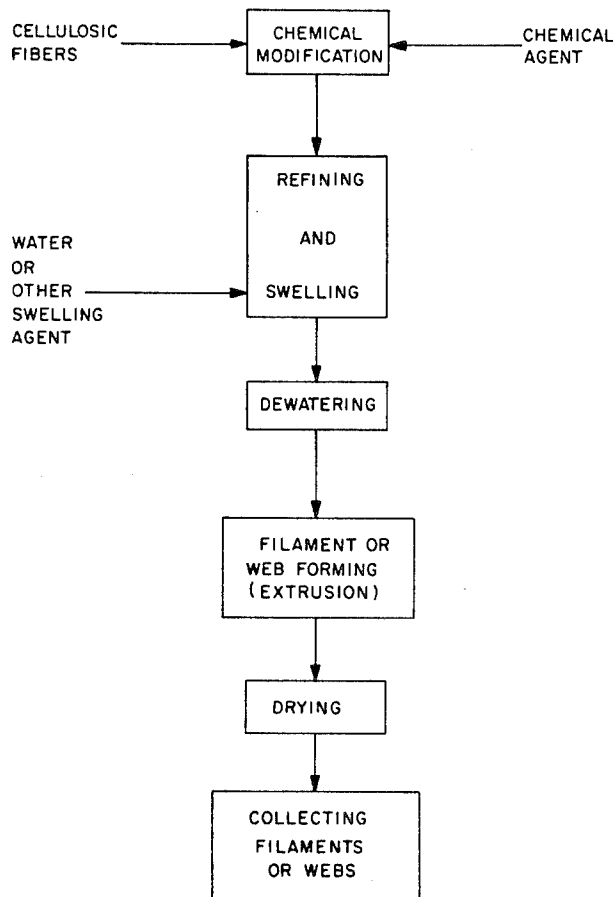 CELLULOSIC
FIBERS
CHEMICAL
MODIFICATION
CHEMICAL
AGENT
REFINING
AND
SWELLING
WATER
OR
OTHER
SWELLING
AGENT
DEWATERING
FILAMENT OR
WEB FORMING
(EXTRUSION)
DRYING
COLLECTING
FILAMENTS
OR WEBS